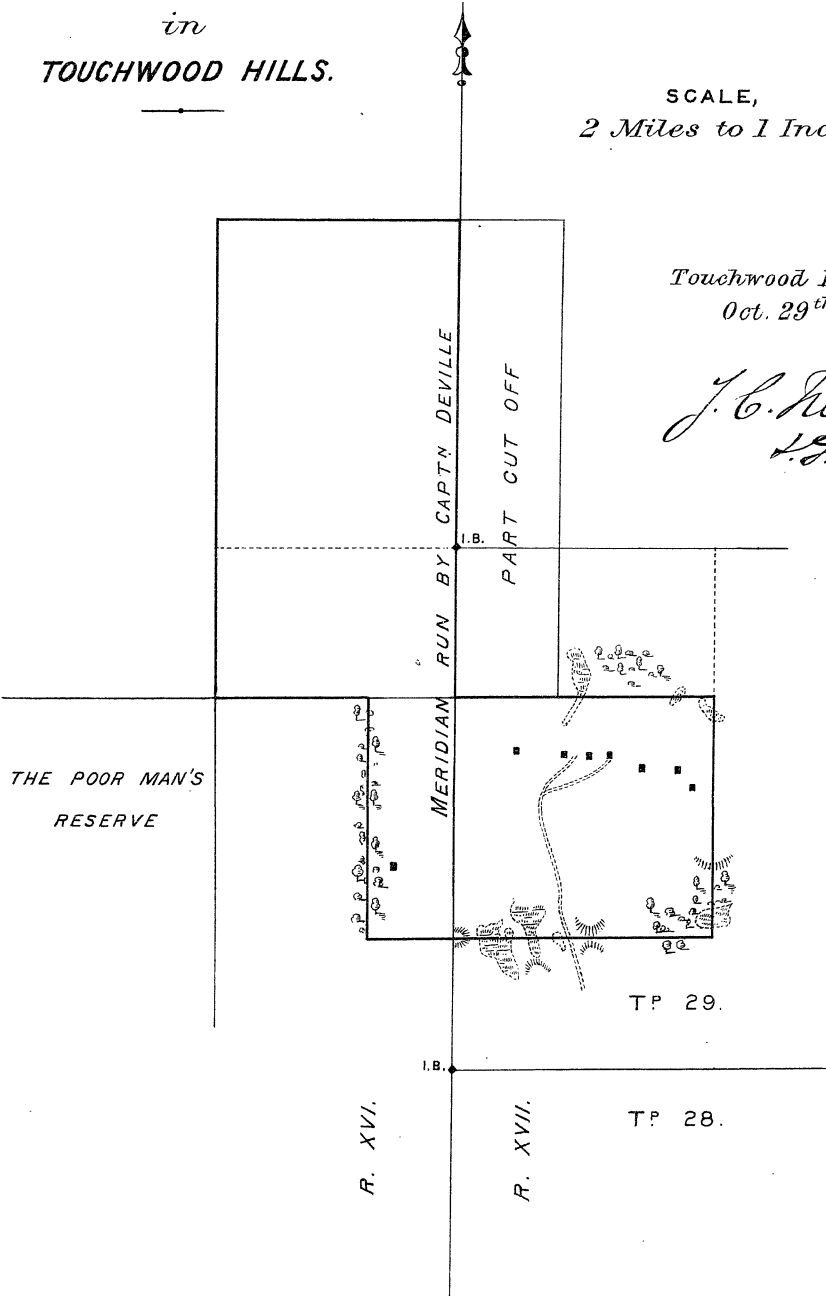 in
TOUCHWOOD HILLS.
SCALE,
2 Miles to 1 Inc
Touchwood
Oct. 29th
J. C.
MERIDIAN RUN BY CAPTN DEVILLE
PART CUT OFF
I.B.
THE POOR MAN'S
RESERVE
TP 29.
I.B.
TP 28.
R. XVI.
R. XVII.